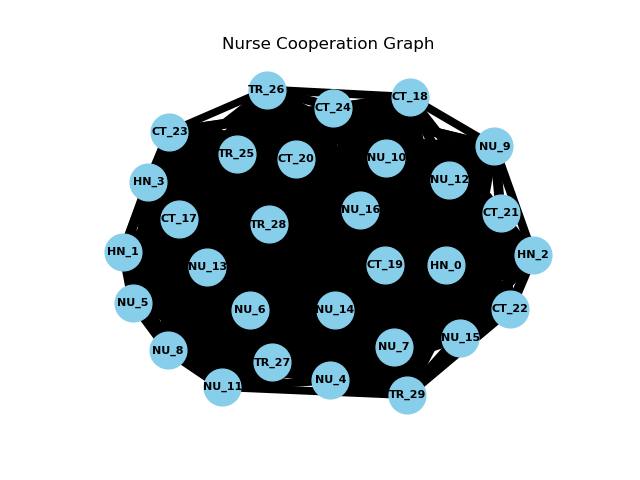 Nurse Cooperation Graph
TR_26
CT_18
CT_24
CT_23
NU_9
TR_25
CT_20
NU_10
NU_12
HN_3
CT_17
NU_16
CT_21
TR_28
HN_1
HN_2
NU_13
CT_19
HN_0
NU_5
NU_6
NU_14
CT_22
NU_15
NU_8
NU_7
TR_27
NU_4
NU_11
TR_29